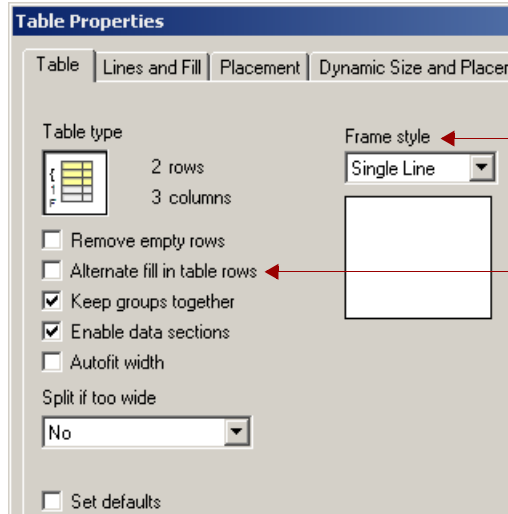 Table Properties
Table Lines and Fill Placement Dynamic Size and Placer
Table type
Frame style
{
1
F
2 rows
3 columns
Single Line
Remove empty rows
Alternate fill in table rows
Keep groups together
Enable data sections
Autofit width
Split if too wide
No
Set defaults